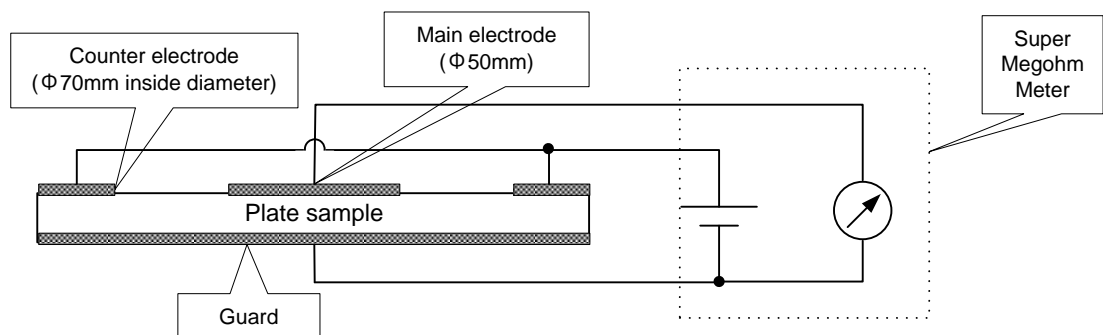 Counter electrode
(Φ70mm inside diameter)
Main electrode
(Φ50mm)
Super
Megohm
Meter
Plate sample
Guard